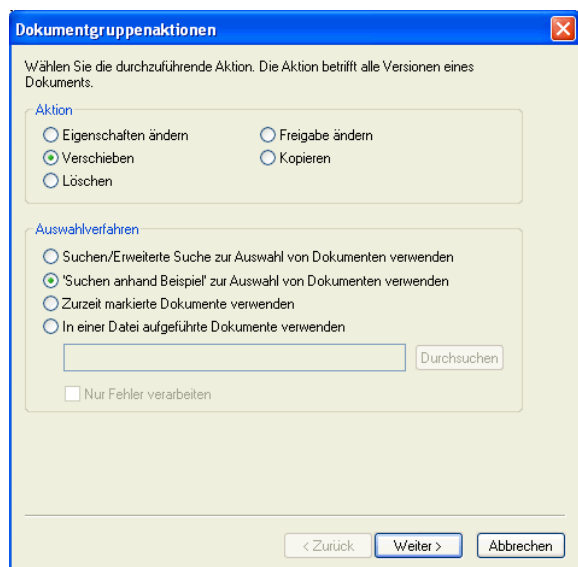 Dokumentgruppenaktionen
Wählen Sie die durchzuführende Aktion. Die Aktion betrifft alle Versionen eines
Dokuments.
Aktion
Eigenschaften ändern
Freigabe ändern
Verschieben
Kopieren
Löschen
Auswahlverfahren
Suchen/Erweiterte Suche zur Auswahl von Dokumenten verwenden
'Suchen anhand Beispiel' zur Auswahl von Dokumenten verwenden
Zurzeit markierte Dokumente verwenden
In einer Datei aufgeführte Dokumente verwenden
Durchsuchen
Nur Fehler verarbeiten
< Zurück
Weiter >
Abbrechen